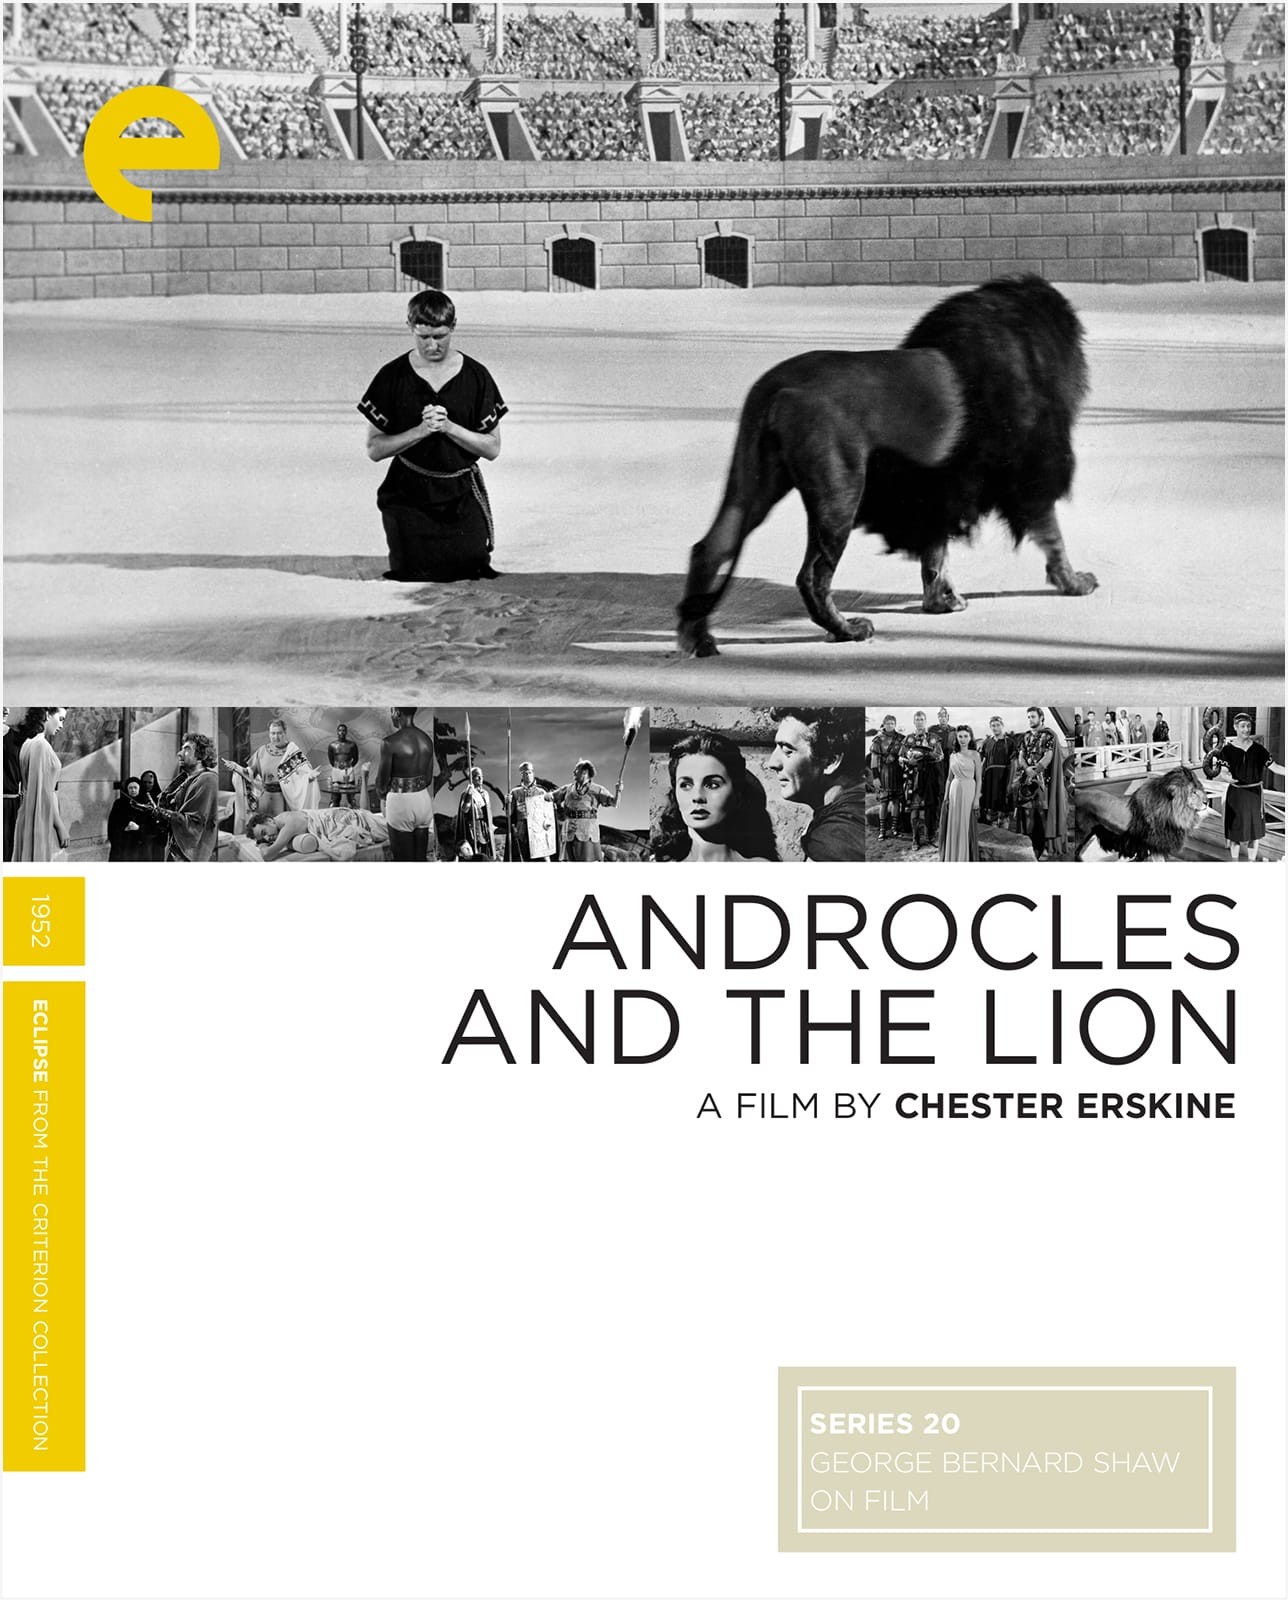 e
ANDROCLES
AND THE LION
A FILM BY CHESTER ERSKINE
1952
ECLIPSE FROM THE CRITERION COLLECTION
SERIES 20
GEORGE BERNARD SHAW
ON FILM